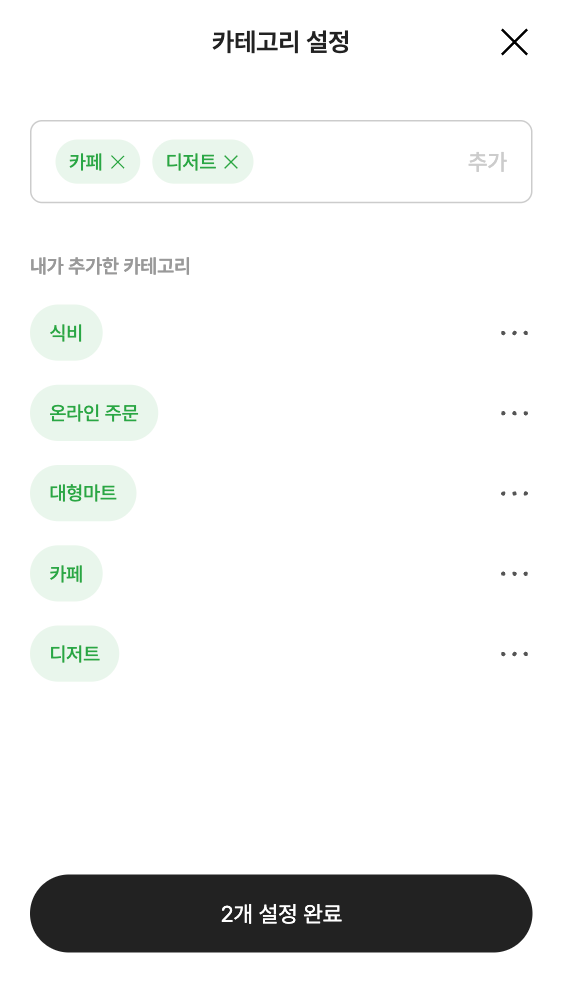 카테고리 설정
카페 디저트 추가
내가 추가한 카테고리
식비
온라인 주문
대형마트
카페
디저트
2개 설정 완료